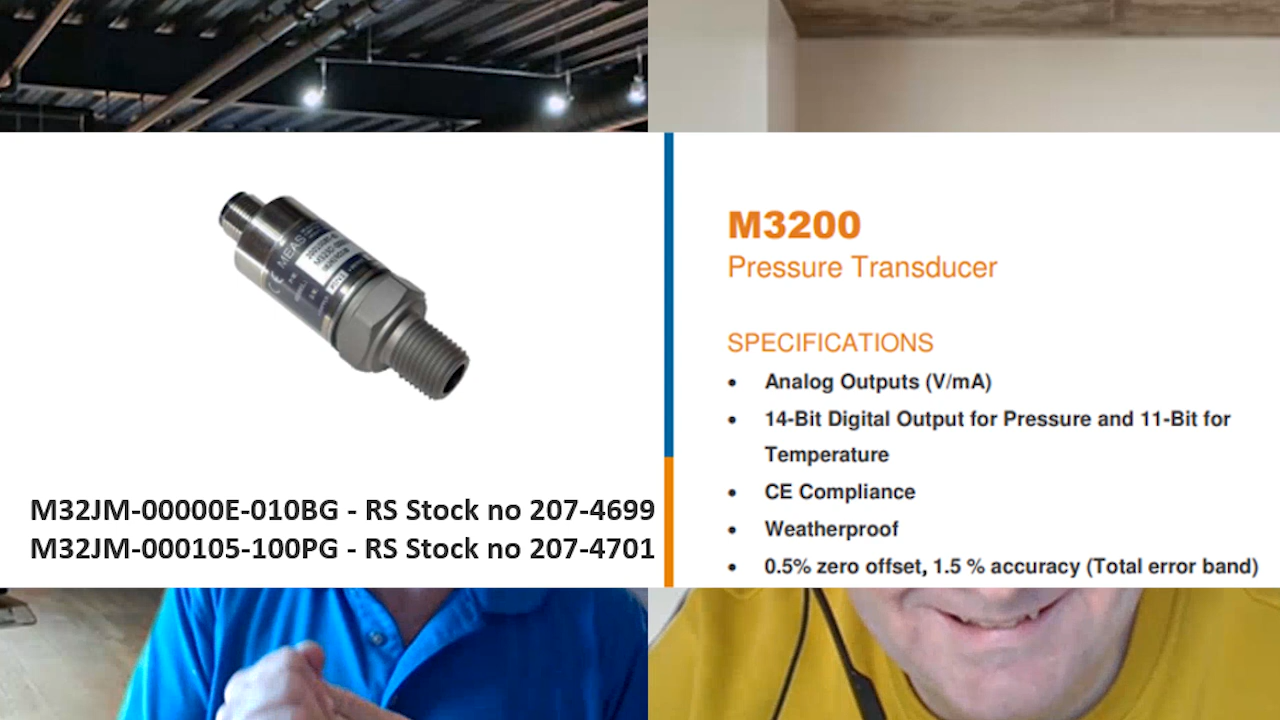 MEAS
M32JM-00000E-010BG - RS Stock no 207-4699
M32JM-000105-100PG - RS Stock no 207-4701
M3200
Pressure Transducer
SPECIFICATIONS
• Analog Outputs (V/mA)
• 14-Bit Digital Output for Pressure and 11-Bit for
Temperature
• CE Compliance
• Weatherproof
• 0.5% zero offset, 1.5 % accuracy (Total error band)